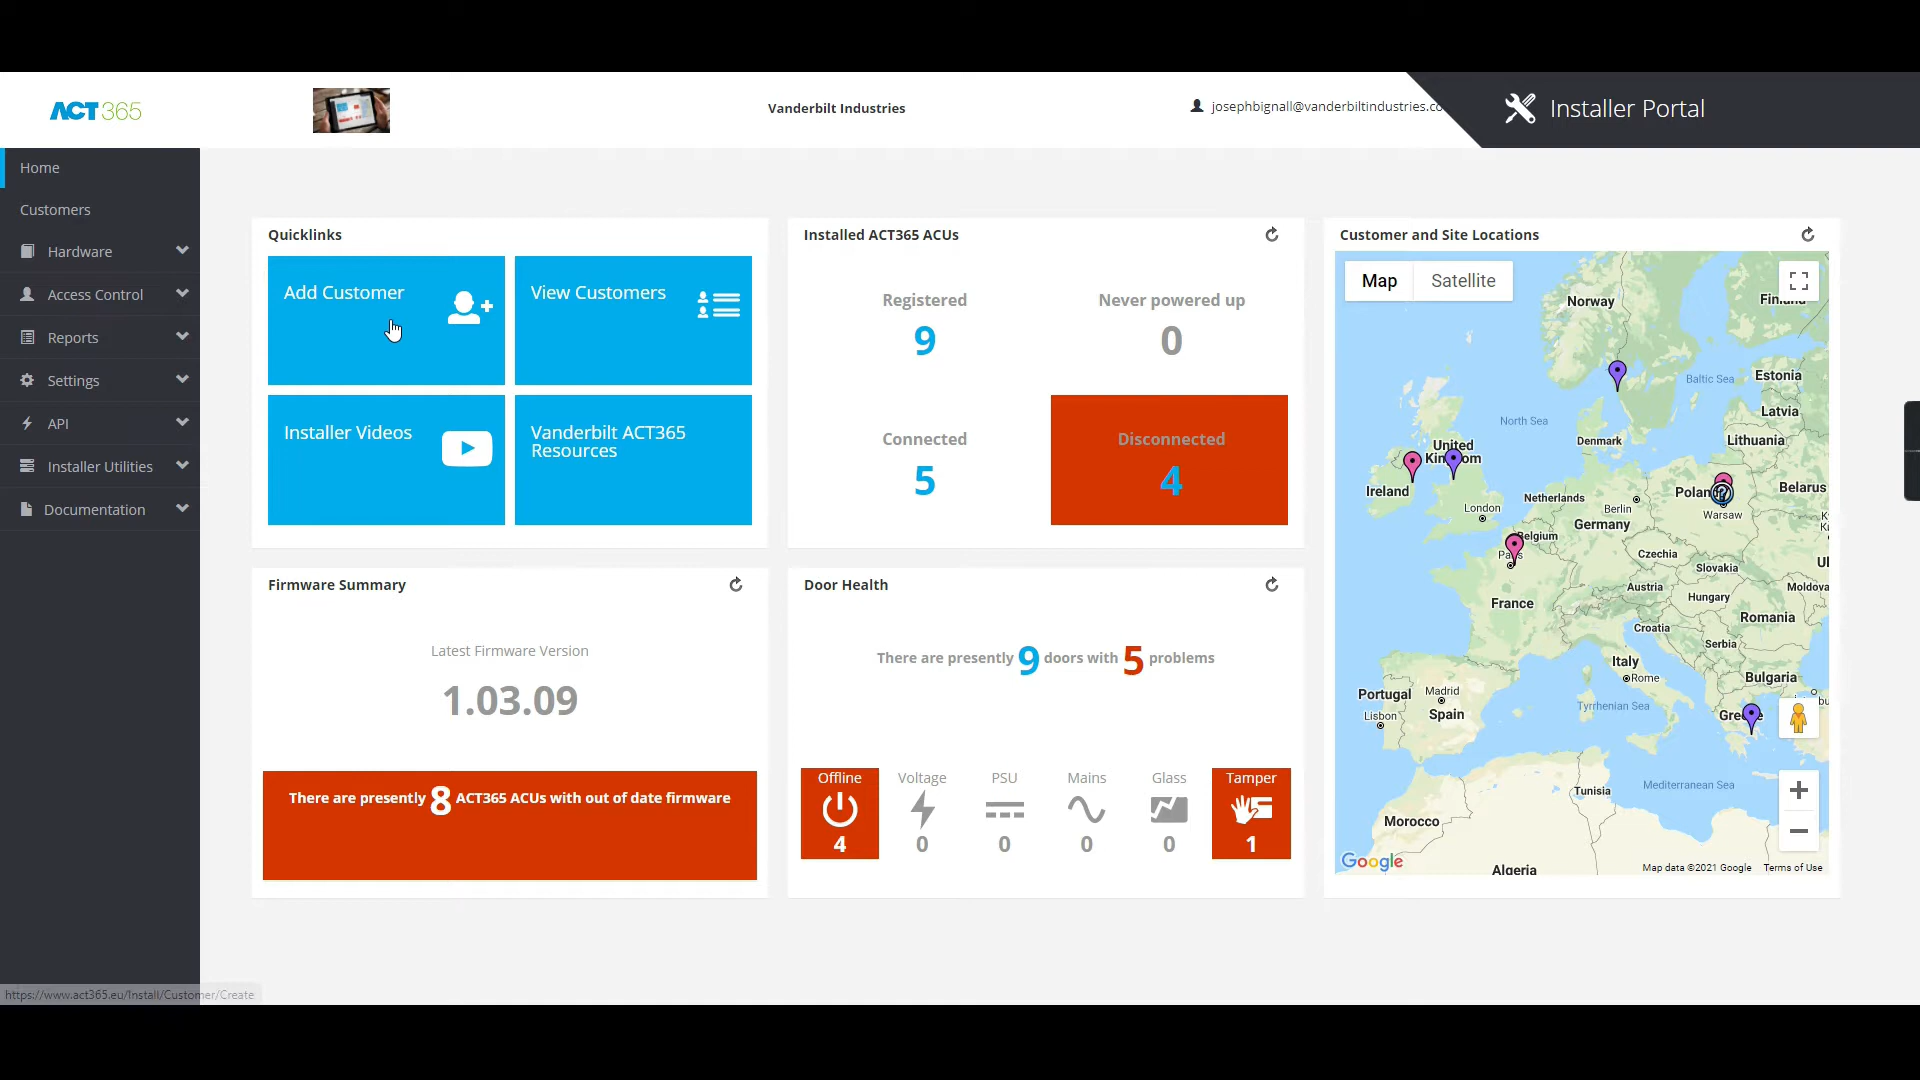 ACT365
Vanderbilt Industries
josephbignall@vanderbiltindustries.co
Installer Portal
Home
Customers
Hardware
Access Control
Reports
Settings
API
Installer Utilities
Documentation
Quicklinks
Add Customer
View Customers
Installer Videos
Vanderbilt ACT365
Resources
Installed ACT365 ACUs
Registered
9
Never powered up
0
Connected
5
Disconnected
4
Firmware Summary
Latest Firmware Version
1.03.09
There are presently 8 ACT365 ACUs with out of date firmware
Door Health
There are presently 9 doors with 5 problems
Offline
4
Voltage
0
PSU
0
Mains
0
Glass
0
Tamper
1
Customer and Site Locations
Map
Satellite
Norway
Estonia
Baltic Sea
Latvia
North Sea
Denmark
Lithuania
United
Kingdom
Ireland
Netherlands
Berlin
Poland
Belarus
London
Warsaw
Germany
Belgium
Paris
Czechia
Slovakia
Austria
Moldova
Hungary
France
Romania
Croatia
Serbia
Italy
Bulgaria
Rome
Portugal
Madrid
Spain
Lisbon
Tyrrhenian Sea
Greece
Mediterranean Sea
Tunisia
Morocco
Algeria
Google
Map data ©2021 Google
Terms of Use
https://www.act365.eu/Install/Customer/Create